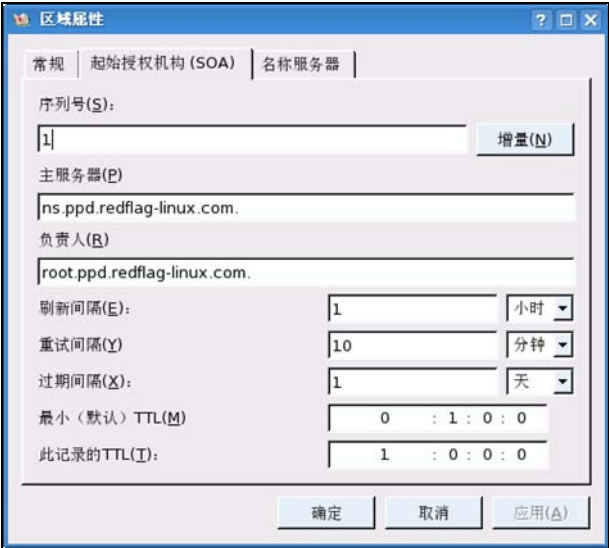 区域属性
常规 起始授权机构 (SOA) 名称服务器
序列号(S):
1 增量(N)
主服务器(P)
ns.ppd.redflag-linux.com.
负责人(R)
root.ppd.redflag-linux.com.
刷新间隔(E): 1 小时
重试间隔(Y) 10 分钟
过期间隔(X): 1 天
最小（默认）TTL(M) 0 : 1 : 0 : 0
此记录的TTL(T): 1 : 0 : 0 : 0
确定 取消 应用(A)